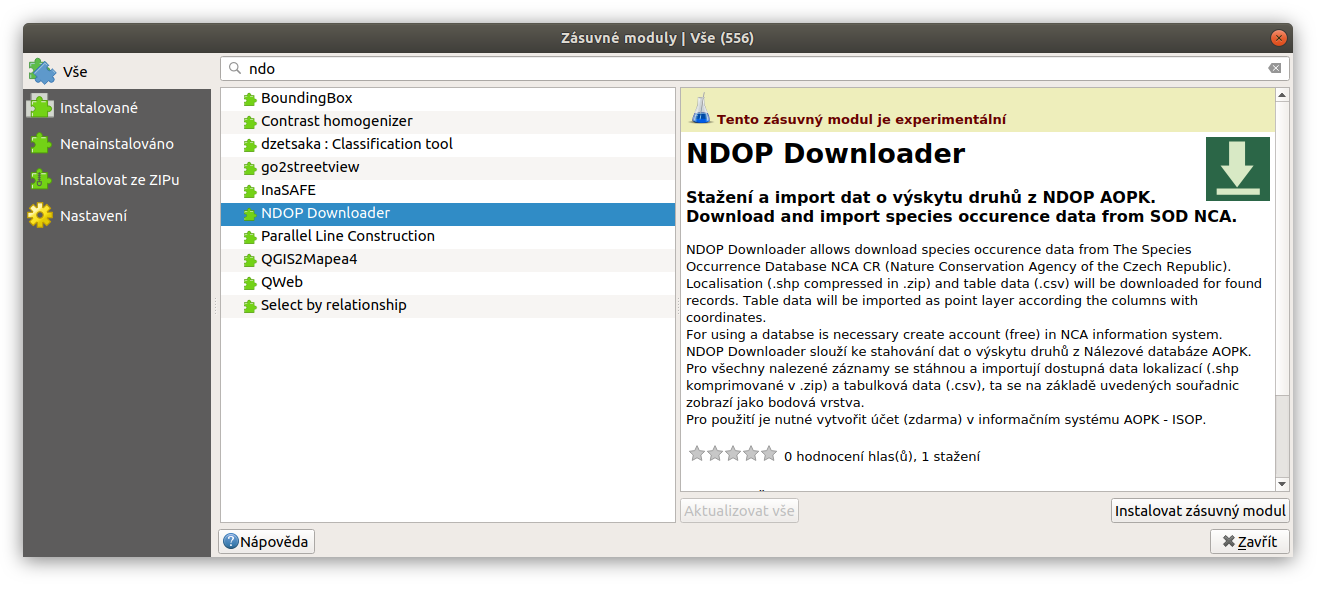 Zásuvné moduly | Vše (556)
Vše
Instalované
Nenainstalováno
Instalovat ze ZIPu
Nastavení
ndo
BoundingBox
Contrast homogenizer
dzetsaka : Classification tool
go2streetview
InaSAFE
NDOP Downloader
Parallel Line Construction
QGIS2Mapea4
QWeb
Select by relationship
Tento zásuvný modul je experimentální
NDOP Downloader
Stažení a import dat o výskytu druhů z NDOP AOPK.
Download and import species occurence data from SOD NCA.
NDOP Downloader allows download species occurence data from The Species
Occurrence Database NCA CR (Nature Conservation Agency of the Czech Republic).
Localisation (.shp compressed in .zip) and table data (.csv) will be downloaded for found
records. Table data will be imported as point layer according the columns with
coordinates.
For using a databse is necessary create account (free) in NCA information system.
NDOP Downloader slouží ke stahování dat o výskytu druhů z Nálezové databáze AOPK.
Pro všechny nalezené záznamy se stáhnou a importují dostupná data lokalizací (.shp
komprimované v .zip) a tabulková data (.csv), ta se na základě uvedených souřadnic
zobrazí jako bodová vrstva.
Pro použití je nutné vytvořit účet (zdarma) v informačním systému AOPK - ISOP.
0 hodnocení hlas(ů), 1 stažení
Aktualizovat vše
Instalovat zásuvný modul
?Nápověda
Zavřít